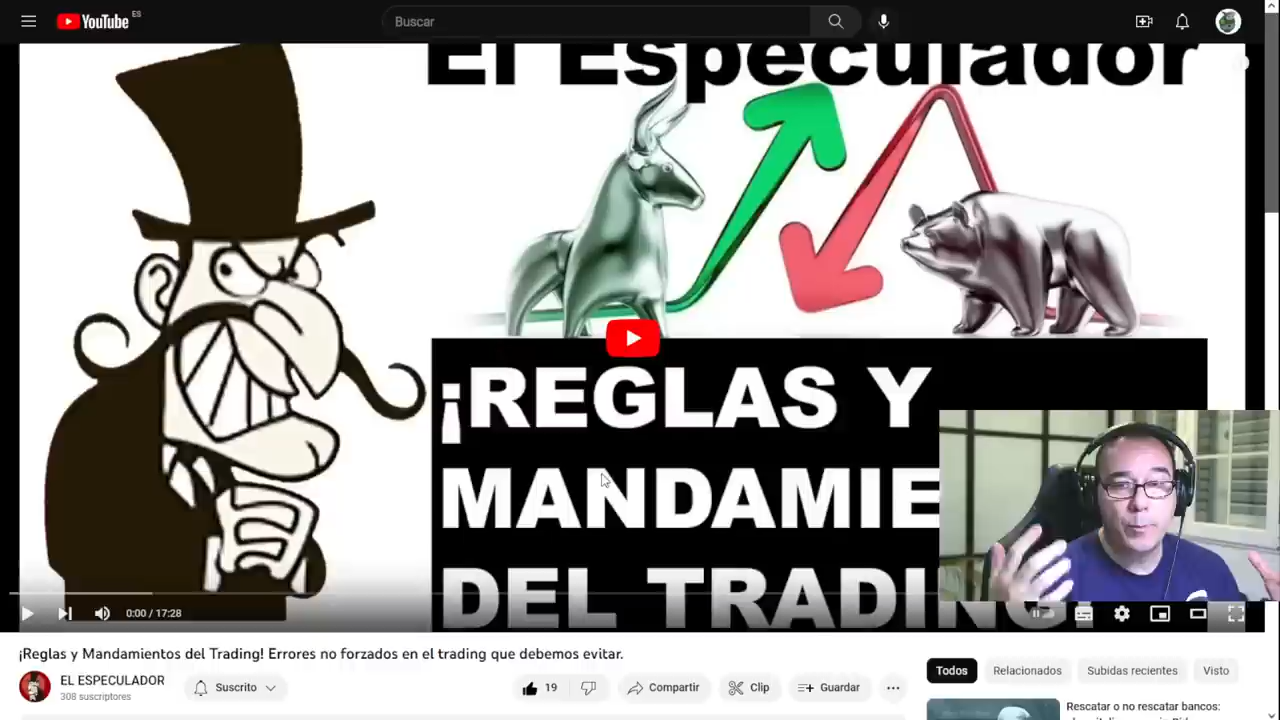 YouTube ES
Buscar
El Especulador
¡REGLAS Y
MANDAMIE
DEL TRADING
0:00 / 17:28
¡Reglas y Mandamientos del Trading! Errores no forzados en el trading que debemos evitar.
EL ESPECULADOR
308 suscriptores
Suscrito
19
Compartir
Clip
Guardar
Todos
Relacionados
Subidas recientes
Visto
Rescatar o no rescatar bancos: